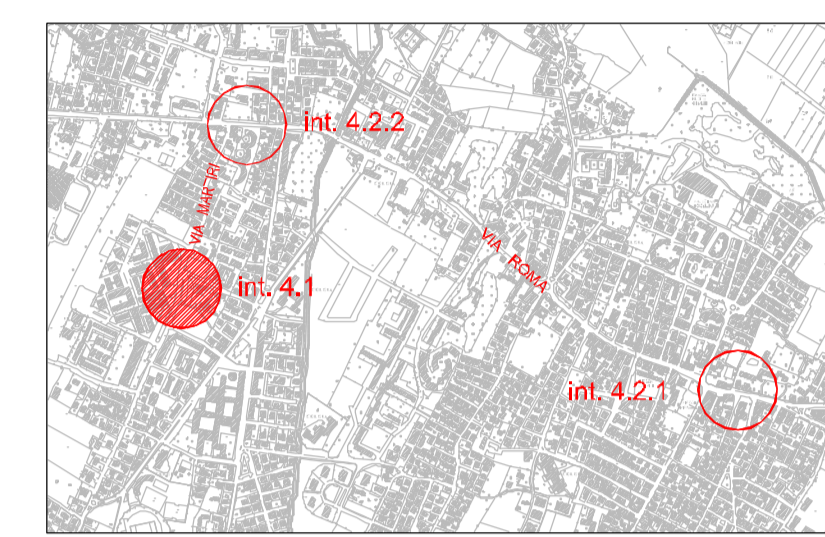 int. 4.2.2
VIA MARTIRI
VIA ROMA
int. 4.1
int. 4.2.1